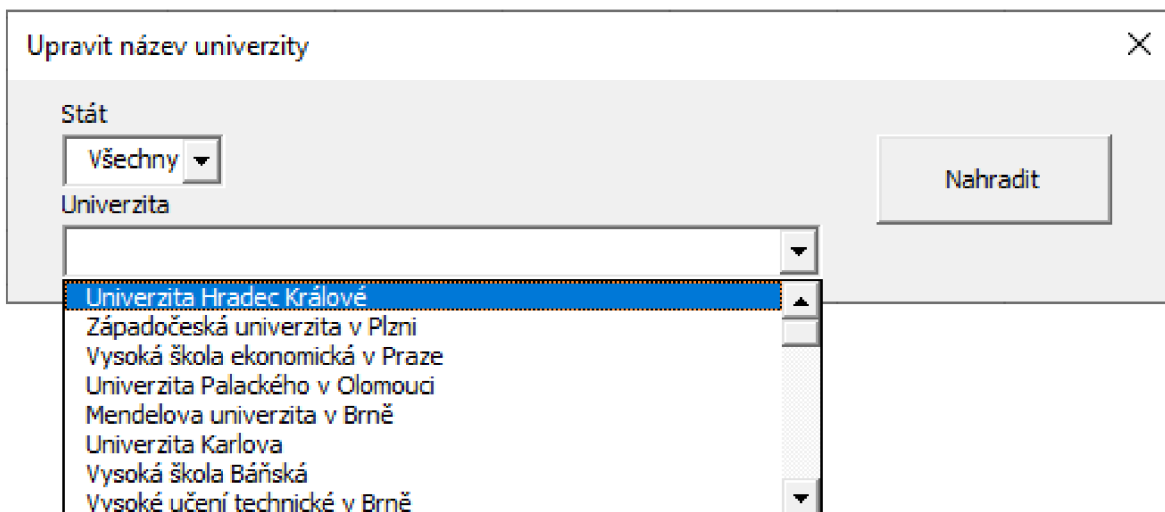 Upravit název univerzity
Stát
Všechny
Nahradit
Univerzita
Univerzita Hradec Králové
Západočeská univerzita v Plzni
Vysoká škola ekonomická v Praze
Univerzita Palackého v Olomouci
Mendelova univerzita v Brně
Univerzita Karlova
Vysoká škola Báňská
Vysoké učení technické v Brně